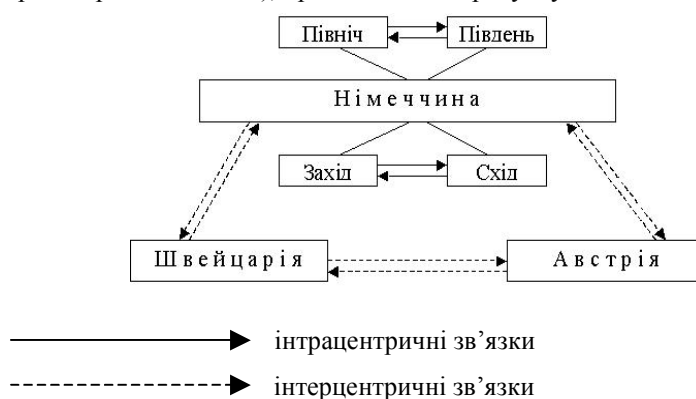 Північ Південь
Німеччина
Захід Схід
Швейцарія Австрія
інтрацентричні зв’язки
інтерцентричні зв’язки